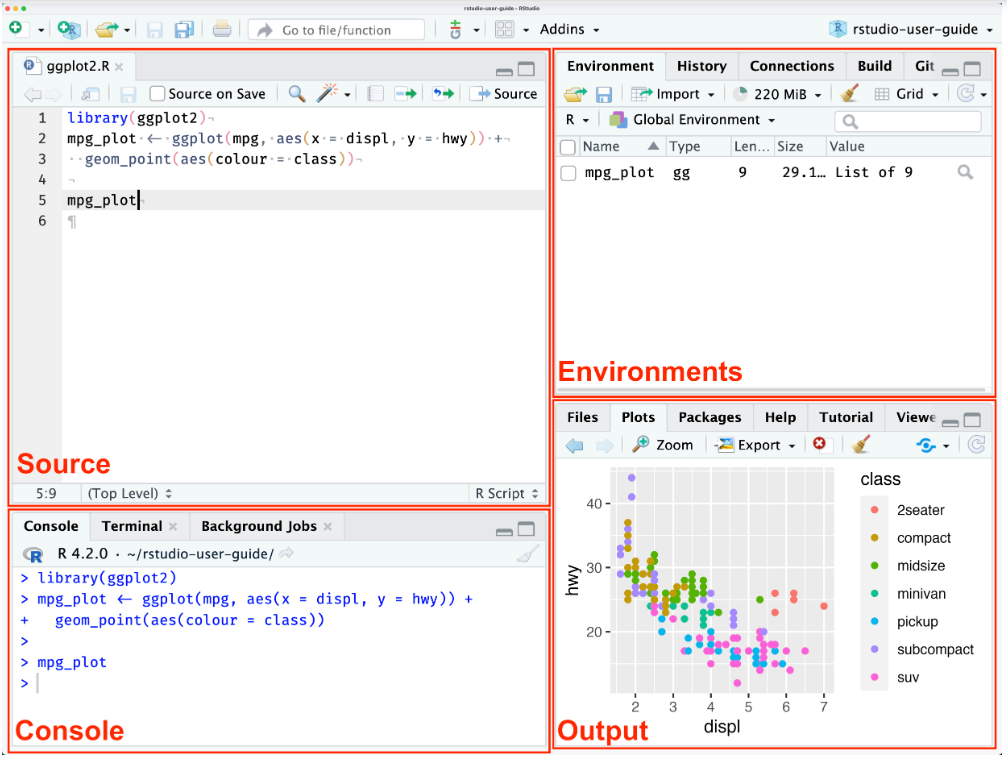 rstudio-user-guide - RStudio
Go to file/function
Addins
R rstudio-user-guide
ggplot2.R
Source on Save
Source
1 library(ggplot2)¬
2 mpg_plot·<-·ggplot(mpg,·aes(x·=·displ,·y·=·hwy))·+¬
3 ··geom_point(aes(colour·=·class))¬
4 ¬
5 mpg_plot¬
6 ¶
Source
5:9 (Top Level) R Script
Console Terminal Background Jobs
R R 4.2.0 · ~/rstudio-user-guide/
> library(ggplot2)
> mpg_plot <- ggplot(mpg, aes(x = displ, y = hwy)) +
+   geom_point(aes(colour = class))
>
> mpg_plot
>
Console
Environment History Connections Build Git
Import 220 MiB Grid
R Global Environment
Name Type Len... Size Value
mpg_plot gg 9 29.1… List of 9
Environments
Files Plots Packages Help Tutorial Viewe
Zoom Export
class
2seater
compact
midsize
minivan
pickup
subcompact
suv
hwy
40
30
20
2 3 4 5 6 7
displ
Output